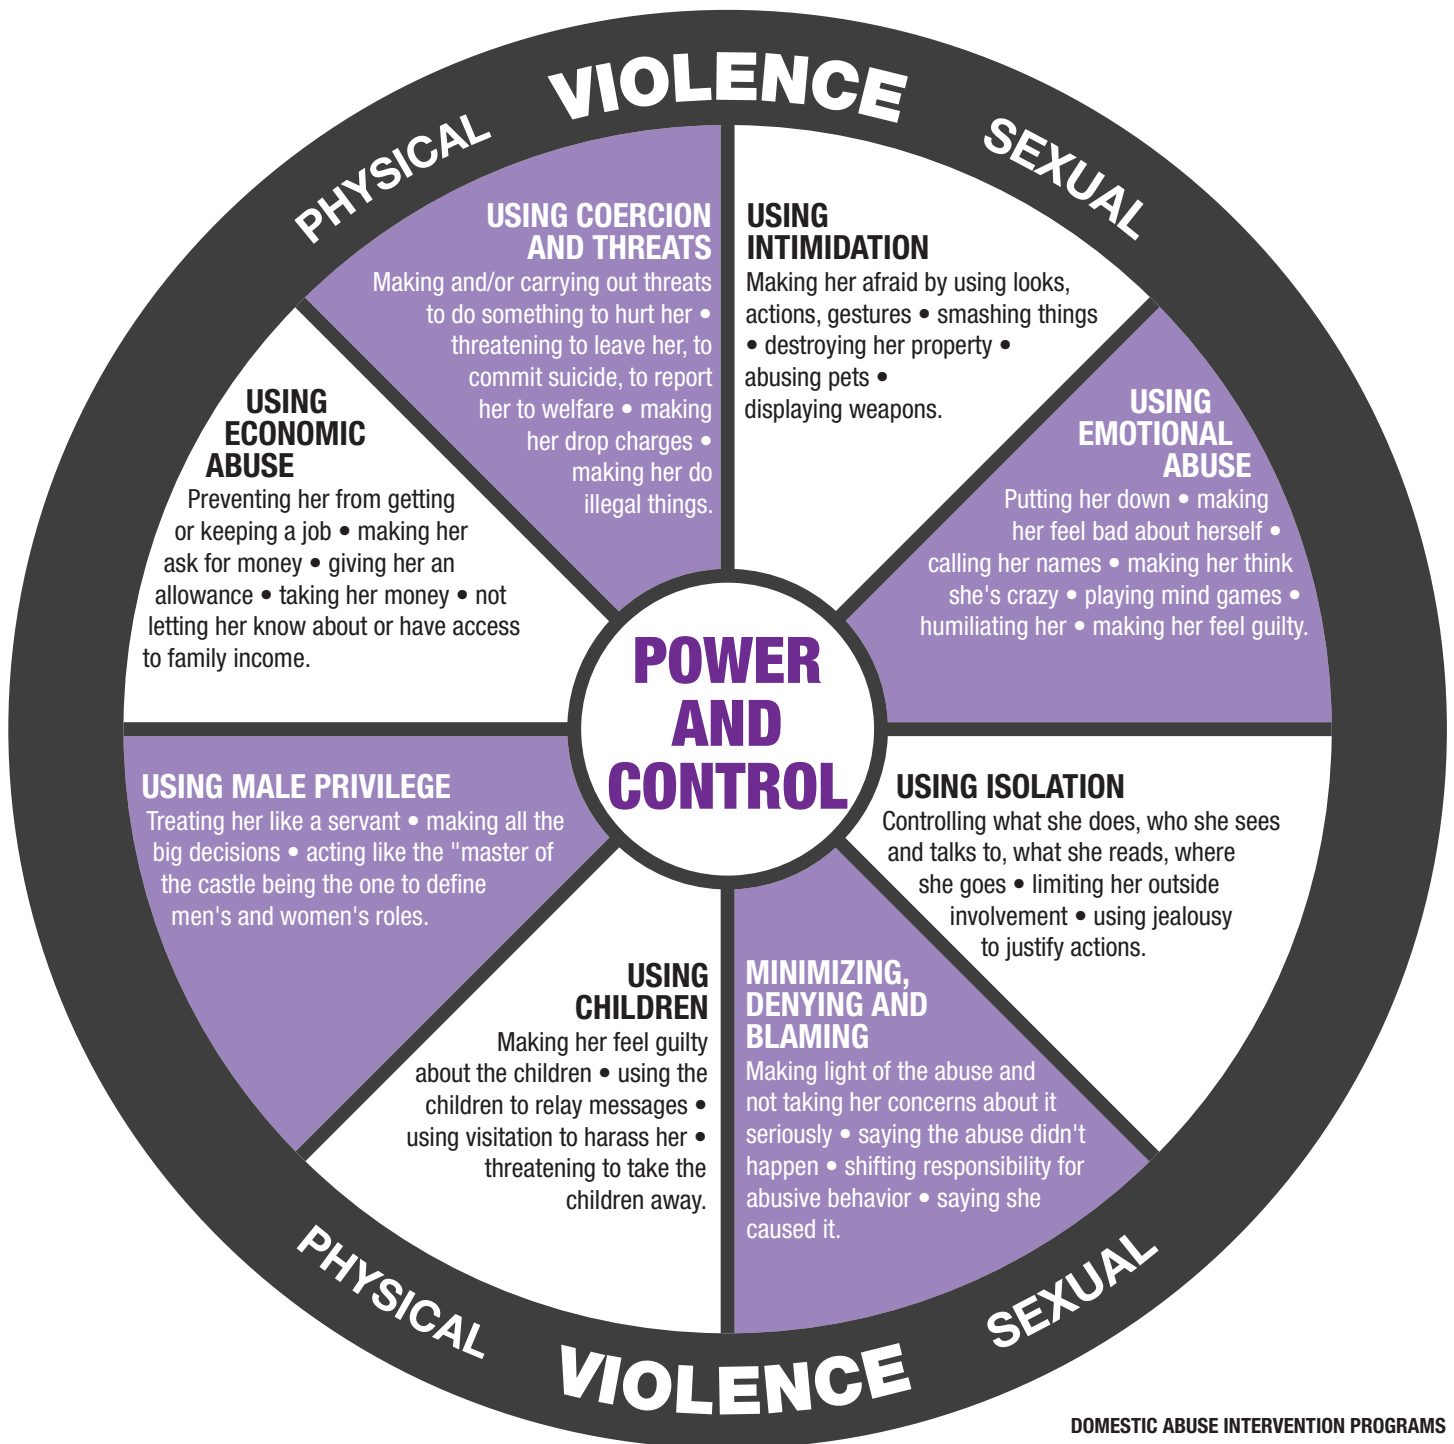 PHYSICAL VIOLENCE SEXUAL
USING COERCION
AND THREATS
Making and/or carrying out threats
to do something to hurt her •
threatening to leave her, to
commit suicide, to report
her to welfare • making
her drop charges •
making her do
illegal things.
USING
INTIMIDATION
Making her afraid by using looks,
actions, gestures • smashing things
• destroying her property •
abusing pets •
displaying weapons.
USING
EMOTIONAL
ABUSE
Putting her down • making
her feel bad about herself •
calling her names • making her think
she's crazy • playing mind games •
humiliating her • making her feel guilty.
USING
ECONOMIC
ABUSE
Preventing her from getting
or keeping a job • making her
ask for money • giving her an
allowance • taking her money • not
letting her know about or have access
to family income.
POWER
AND
CONTROL
USING MALE PRIVILEGE
Treating her like a servant • making all the
big decisions • acting like the "master of
the castle being the one to define
men's and women's roles.
USING ISOLATION
Controlling what she does, who she sees
and talks to, what she reads, where
she goes • limiting her outside
involvement • using jealousy
to justify actions.
USING
CHILDREN
Making her feel guilty
about the children • using the
children to relay messages •
using visitation to harass her •
threatening to take the
children away.
MINIMIZING,
DENYING AND
BLAMING
Making light of the abuse and
not taking her concerns about it
seriously • saying the abuse didn't
happen • shifting responsibility for
abusive behavior • saying she
caused it.
PHYSICAL VIOLENCE SEXUAL
DOMESTIC ABUSE INTERVENTION PROGRAMS